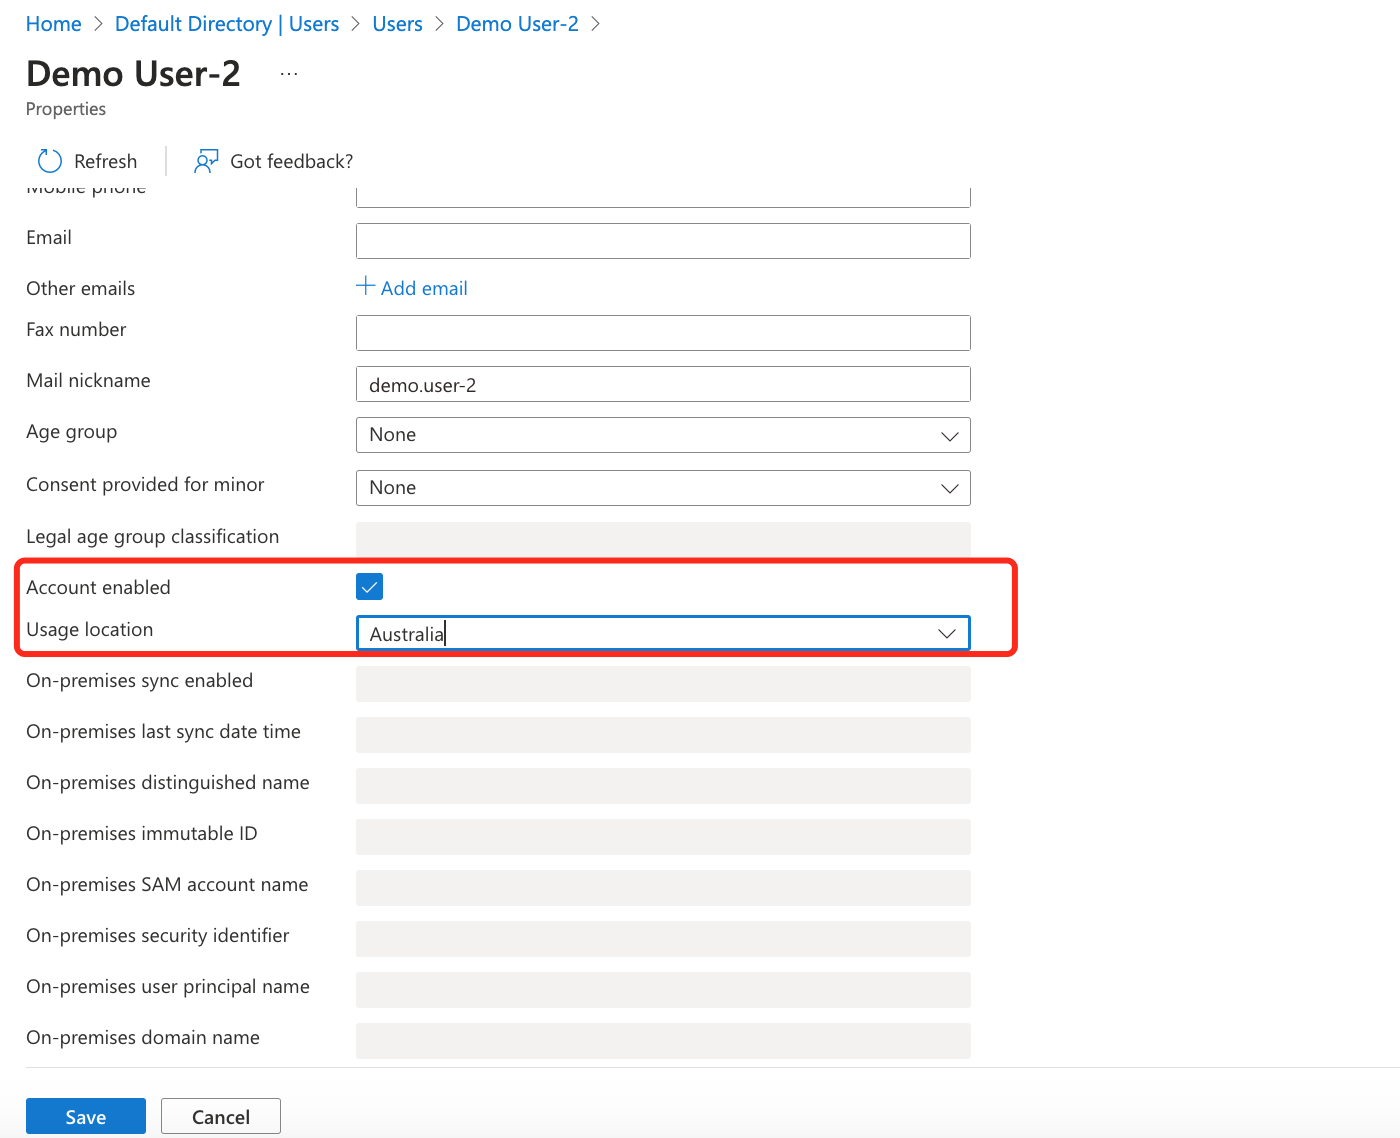 Home > Default Directory | Users > Users > Demo User-2 >
Demo User-2 ...
Properties
Refresh | Got feedback?
Mobile phone
Email
Other emails + Add email
Fax number
Mail nickname demo.user-2
Age group None
Consent provided for minor None
Legal age group classification
Account enabled
Usage location Australia
On-premises sync enabled
On-premises last sync date time
On-premises distinguished name
On-premises immutable ID
On-premises SAM account name
On-premises security identifier
On-premises user principal name
On-premises domain name
Save Cancel